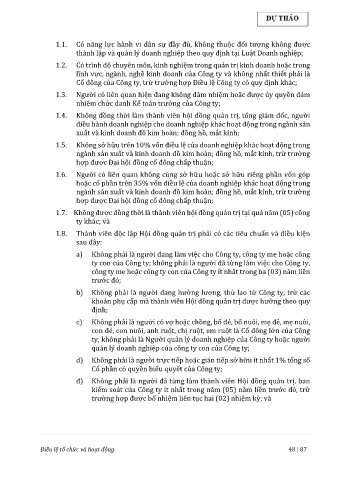 DỰ THẢO
1.1. Có năng lực hành vi dân sự đầy đủ, không thuộc đối tượng không được
thành lập và quản lý doanh nghiệp theo quy định tại Luật Doanh nghiệp;
1.2. Có trình độ chuyên môn, kinh nghiệm trong quản trị kinh doanh hoặc trong
lĩnh vực, ngành, nghề kinh doanh của Công ty và không nhất thiết phải là
Cổ đông của Công ty, trừ trường hợp Điều lệ Công ty có quy định khác;
1.3. Người có liên quan hiện đang không đảm nhiệm hoặc được ủy quyền đảm
nhiệm chức danh Kế toán trưởng của Công ty;
1.4. Không đồng thời làm thành viên hội đồng quản trị, tổng giám đốc, người
điều hành doanh nghiệp cho doanh nghiệp khác hoạt động trong ngành sản
xuất và kinh doanh đồ kim hoàn; đồng hồ, mắt kính;
1.5. Không sở hữu trên 10% vốn điều lệ của doanh nghiệp khác hoạt động trong
ngành sản xuất và kinh doanh đồ kim hoàn; đồng hồ, mắt kính, trừ trường
hợp được Đại hội đồng cổ đông chấp thuận;
1.6. Người có liên quan không cùng sở hữu hoặc sở hữu riêng phần vốn góp
hoặc cổ phần trên 35% vốn điều lệ của doanh nghiệp khác hoạt động trong
ngành sản xuất và kinh doanh đồ kim hoàn; đồng hồ, mắt kính, trừ trường
hợp được Đại hội đồng cổ đông chấp thuận;
1.7. Không được đồng thời là thành viên hội đồng quản trị tại quá năm (05) công
ty khác; và
1.8. Thành viên độc lập Hội đồng quản trị phải có các tiêu chuẩn và điều kiện
sau đây:
a) Không phải là người đang làm việc cho Công ty, công ty mẹ hoặc công
ty con của Công ty; không phải là người đã từng làm việc cho Công ty,
công ty mẹ hoặc công ty con của Công ty ít nhất trong ba (03) năm liền
trước đó;
b) Không phải là người đang hưởng lương, thù lao từ Công ty, trừ các
khoản phụ cấp mà thành viên Hội đồng quản trị được hưởng theo quy
định;
c) Không phải là người có vợ hoặc chồng, bố đẻ, bố nuôi, mẹ đẻ, mẹ nuôi,
con đẻ, con nuôi, anh ruột, chị ruột, em ruột là Cổ đông lớn của Công
ty; không phải là Người quản lý doanh nghiệp của Công ty hoặc người
quản lý doanh nghiệp của công ty con của Công ty;
d) Không phải là người trực tiếp hoặc gián tiếp sở hữu ít nhất 1% tổng số
Cổ phần có quyền biểu quyết của Công ty;
đ) Không phải là người đã từng làm thành viên Hội đồng quản trị, ban
kiểm soát của Công ty ít nhất trong năm (05) năm liền trước đó, trừ
trường hợp được bổ nhiệm liên tục hai (02) nhiệm kỳ; và
Điều lệ tổ chức và hoạt động 48 | 87